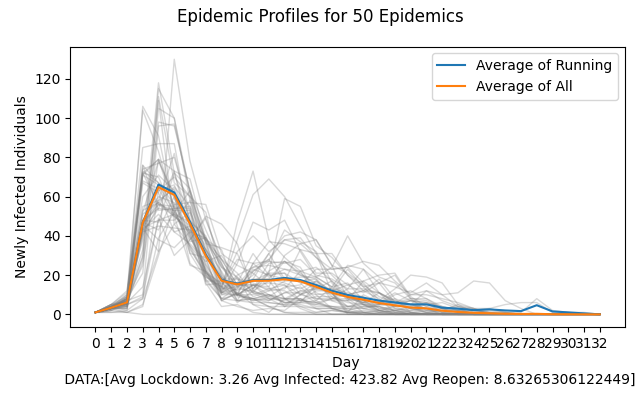 Epidemic Profiles for 50 Epidemics
Average of Running
Average of All
Newly Infected Individuals
120
100
80
60
40
20
0
0 1 2 3 4 5 6 7 8 9 10 11 12 13 14 15 16 17 18 19 20 21 22 23 24 25 26 27 28 29 30 31 32
Day
DATA:[Avg Lockdown: 3.26 Avg Infected: 423.82 Avg Reopen: 8.63265306122449]